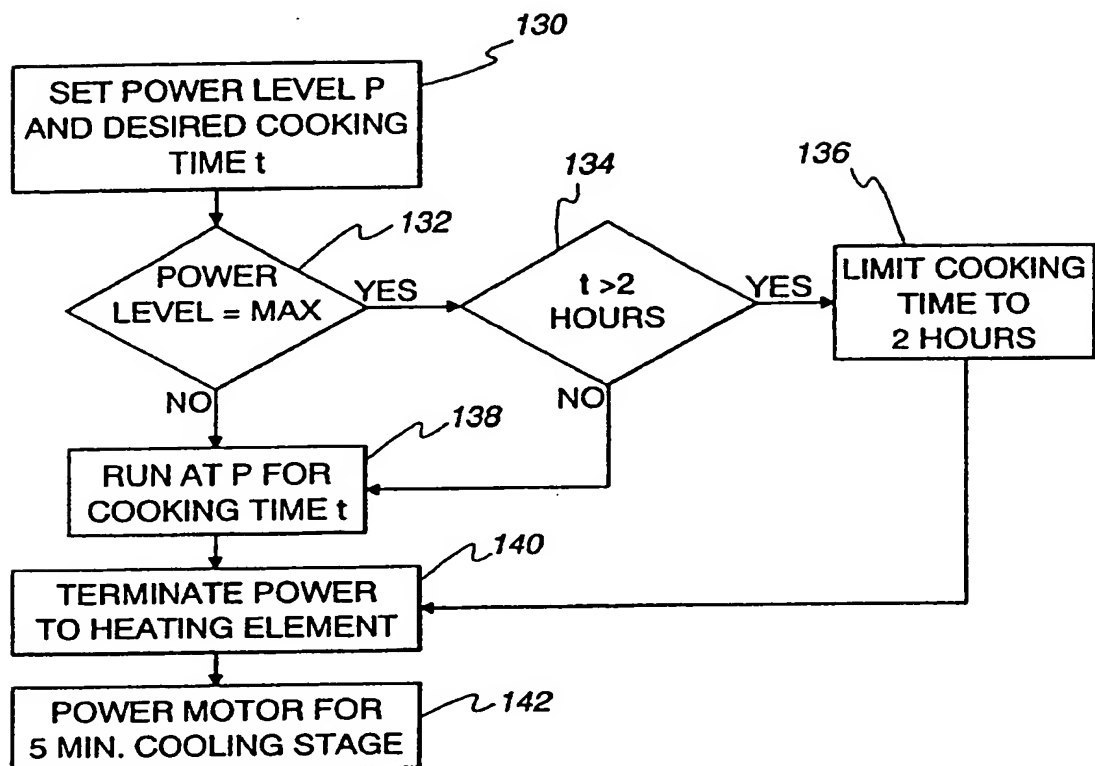 130
SET POWER LEVEL P
AND DESIRED COOKING
TIME t
132
POWER
LEVEL = MAX
YES
134
t >2
HOURS
YES
136
LIMIT COOKING
TIME TO
2 HOURS
NO
NO
138
RUN AT P FOR
COOKING TIME t
140
TERMINATE POWER
TO HEATING ELEMENT
142
POWER MOTOR FOR
5 MIN. COOLING STAGE